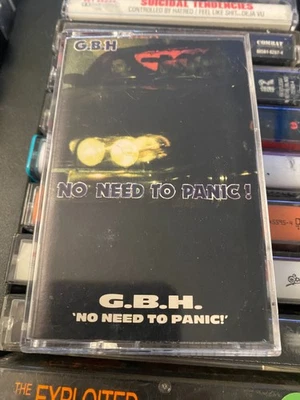 SUICIDAL TENDENCIES
CONTROLLED BY HATRED / FEEL LIKE SHIT...DEJA VU
COMBAT
G.B.H
NO NEED TO PANIC!
G.B.H.
'NO NEED TO PANIC!'
THE EXPLOITED